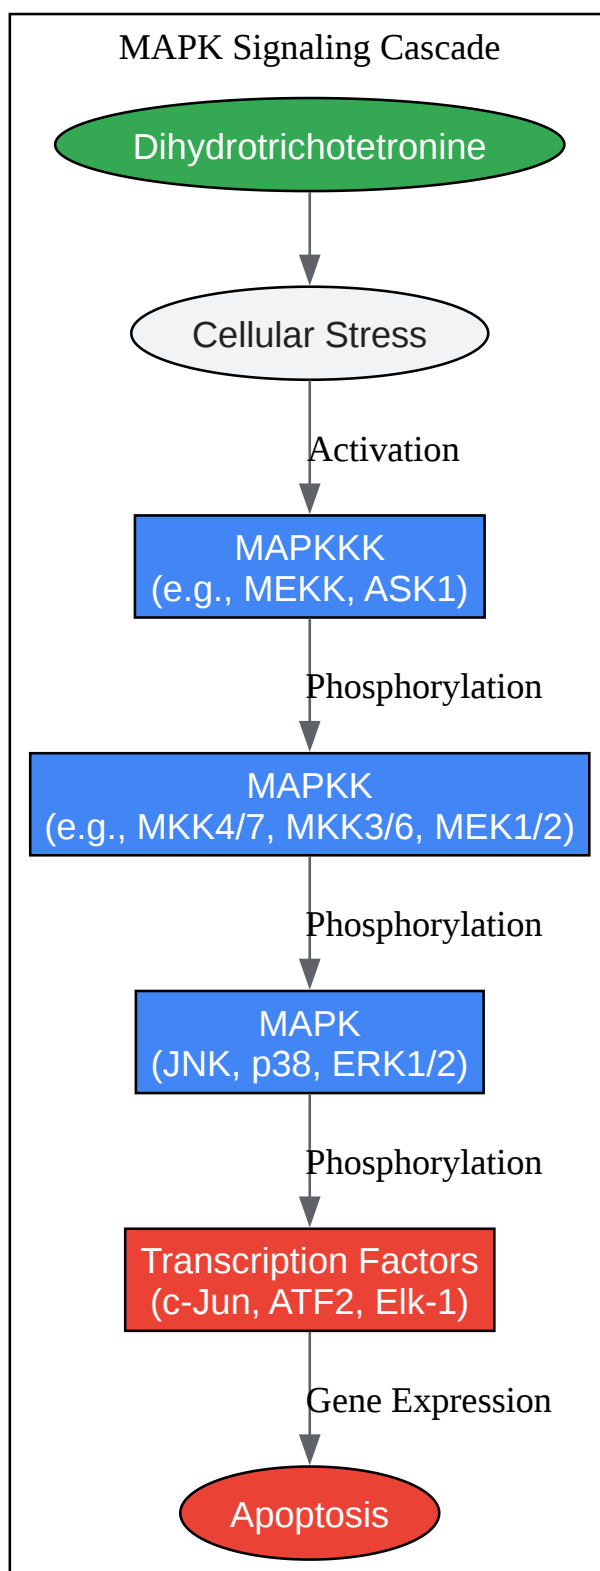 MAPK Signaling Cascade
Dihydrotrichotetronine
Cellular Stress
Activation
MAPKKK
(e.g., MEKK, ASK1)
Phosphorylation
MAPKK
(e.g., MKK4/7, MKK3/6, MEK1/2)
Phosphorylation
MAPK
(JNK, p38, ERK1/2)
Phosphorylation
Transcription Factors
(c-Jun, ATF2, Elk-1)
Gene Expression
Apoptosis